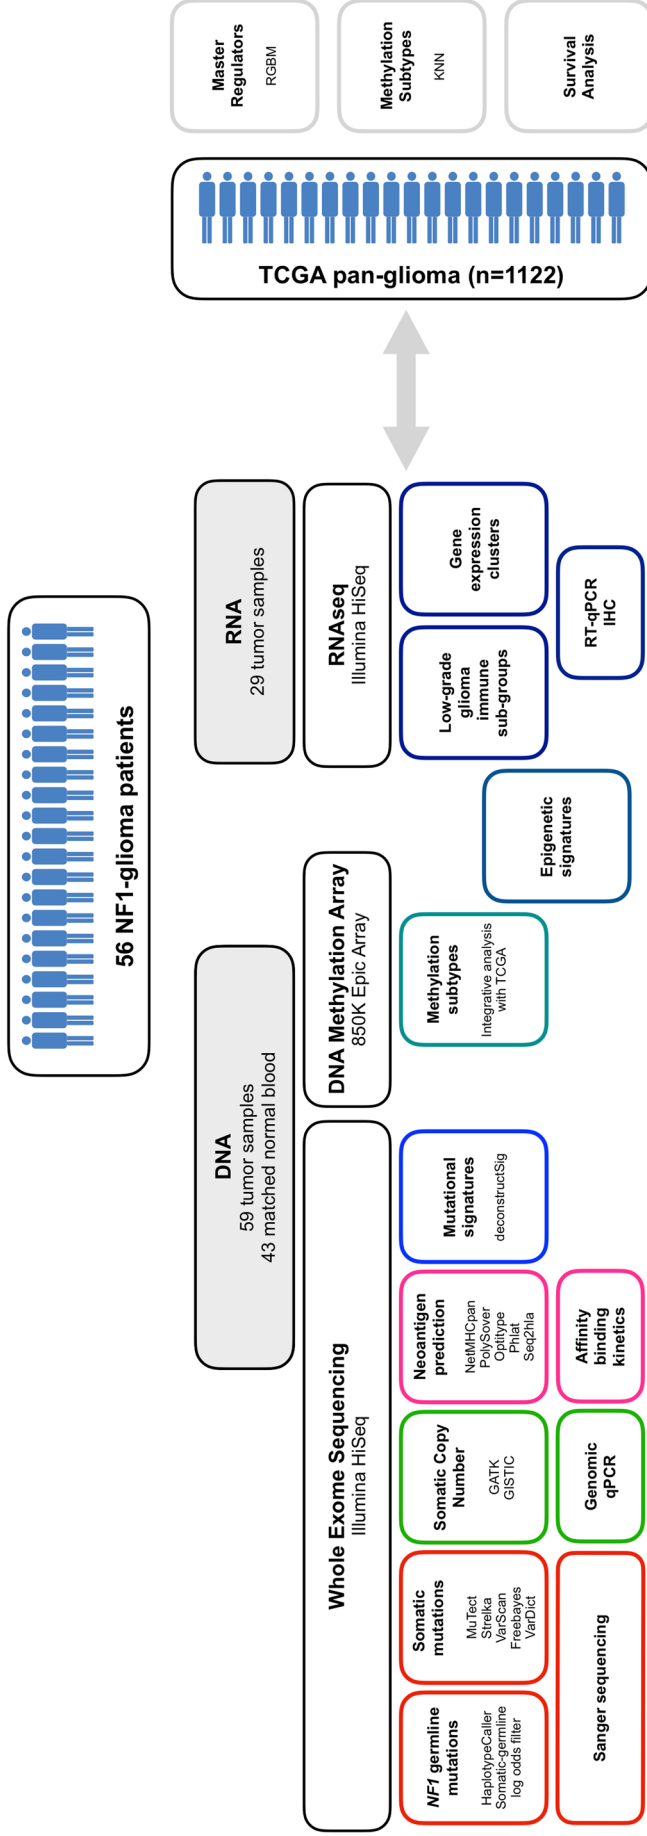 56 NF1-glioma patients
DNA
59 tumor samples
43 matched normal blood
RNA
29 tumor samples
Whole Exome Sequencing
Illumina HiSeq
DNA Methylation Array
850K Epic Array
RNAseq
Illumina HiSeq
NF1 germline
mutations
HaplotypeCaller
Somatic-germline
log odds filter
Somatic
mutations
MuTect
Strelka
VarScan
Freebayes
VarDict
Somatic Copy
Number
GATK
GISTIC
Neoantigen
prediction
NetMHCpan
PolySover
Optitype
Phlat
Seq2hla
Mutational
signatures
deconstructSig
Methylation
subtypes
Integrative analysis
with TCGA
Epigenetic
signatures
Low-grade
glioma
immune
sub-groups
Gene
expression
clusters
Sanger sequencing
Genomic
qPCR
Affinity
binding
kinetics
RT-qPCR
IHC
TCGA pan-glioma (n=1122)
Master
Regulators
RGBM
Methylation
Subtypes
KNN
Survival
Analysis